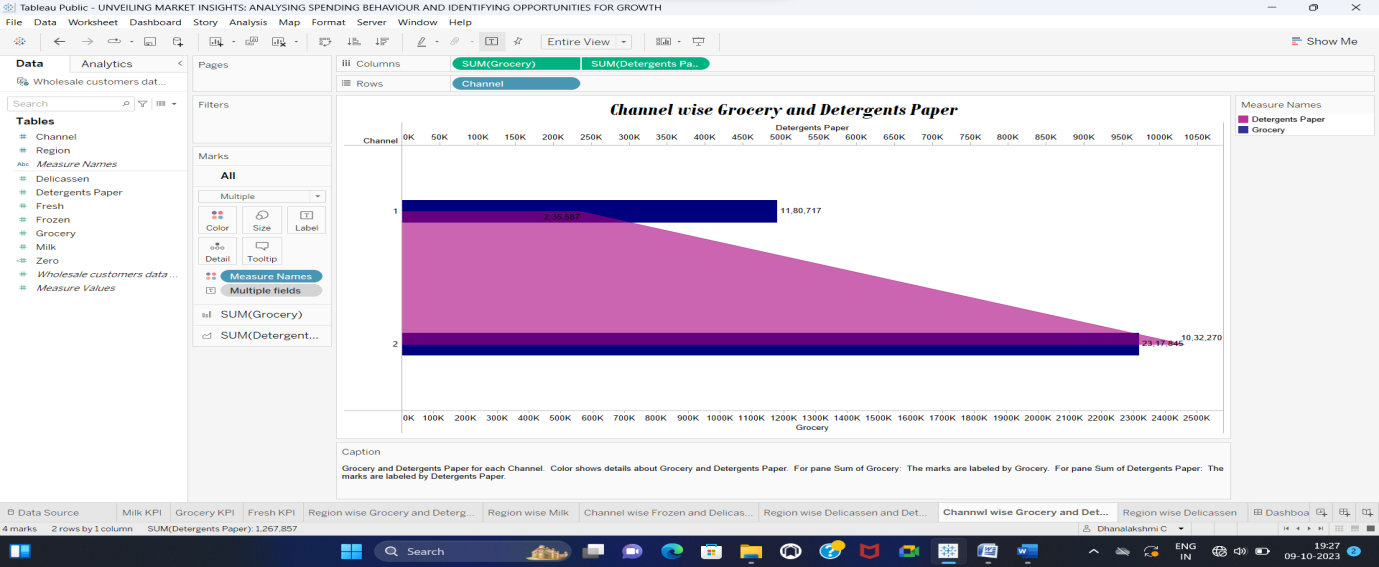 Tableau Public - UNVEILING MARKET INSIGHTS: ANALYSING SPENDING BEHAVIOUR AND IDENTIFYING OPPORTUNITIES FOR GROWTH
File Data Worksheet Dashboard Story Analysis Map Format Server Window Help
Entire View Show Me
Data Analytics
Wholesale customers dat...
Search
Tables
Channel
Region
Abc Measure Names
Delicassen
Detergents Paper
Fresh
Frozen
Grocery
Milk
Zero
Wholesale customers data ...
Measure Values
Pages
Filters
Marks
All
Multiple
Color Size Label
Detail Tooltip
Measure Names
Multiple fields
SUM(Grocery)
SUM(Detergent...
Columns SUM(Grocery) SUM(Detergents Pa..
Rows Channel
Channel wise Grocery and Detergents Paper
Detergents Paper
Channel 0K 50K 100K 150K 200K 250K 300K 350K 400K 450K 500K 550K 600K 650K 700K 750K 800K 850K 900K 950K 1000K 1050K
1 2,35,587 11,80,717
2 23,17,845 10,32,270
0K 100K 200K 300K 400K 500K 600K 700K 800K 900K 1000K 1100K 1200K 1300K 1400K 1500K 1600K 1700K 1800K 1900K 2000K 2100K 2200K 2300K 2400K 2500K
Grocery
Measure Names
Detergents Paper
Grocery
Caption
Grocery and Detergents Paper for each Channel. Color shows details about Grocery and Detergents Paper. For pane Sum of Grocery: The marks are labeled by Grocery. For pane Sum of Detergents Paper: The
marks are labeled by Detergents Paper.
Data Source Milk KPI Grocery KPI Fresh KPI Region wise Grocery and Deterg... Region wise Milk Channel wise Frozen and Delicas... Region wise Delicassen and Det... Channwl wise Grocery and Det... Region wise Delicassen Dashboa
4 marks 2 rows by 1 column SUM(Detergents Paper): 1,267,857 Dhanalakshmi C
Search ENG 19:27
IN 09-10-2023 2